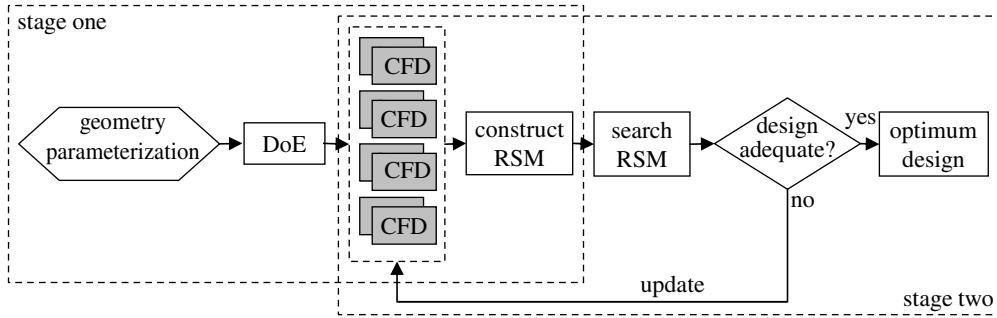 stage one
geometry
parameterization
DoE
CFD
CFD
CFD
CFD
construct
RSM
search
RSM
design
adequate?
yes
optimum
design
no
update
stage two